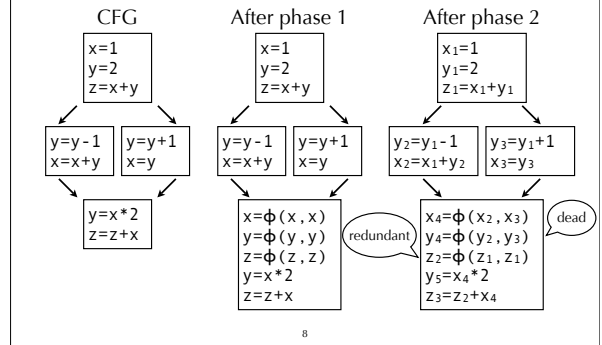 CFG
x=1
y=2
z=x+y
y=y-1
x=x+y
y=y+1
x=y
y=x*2
z=z+x
After phase 1
x=1
y=2
z=x+y
y=y-1
x=x+y
y=y+1
x=y
x=ϕ(x,x)
y=ϕ(y,y)
z=ϕ(z,z)
y=x*2
z=z+x
After phase 2
x₁=1
y₁=2
z₁=x₁+y₁
y₂=y₁-1
x₂=x₁+y₂
y₃=y₁+1
x₃=y₃
x₄=ϕ(x₂,x₃)
y₄=ϕ(y₂,y₃)
z₂=ϕ(z₁,z₁)
y₅=x₄*2
z₃=z₂+x₄
redundant
dead
8